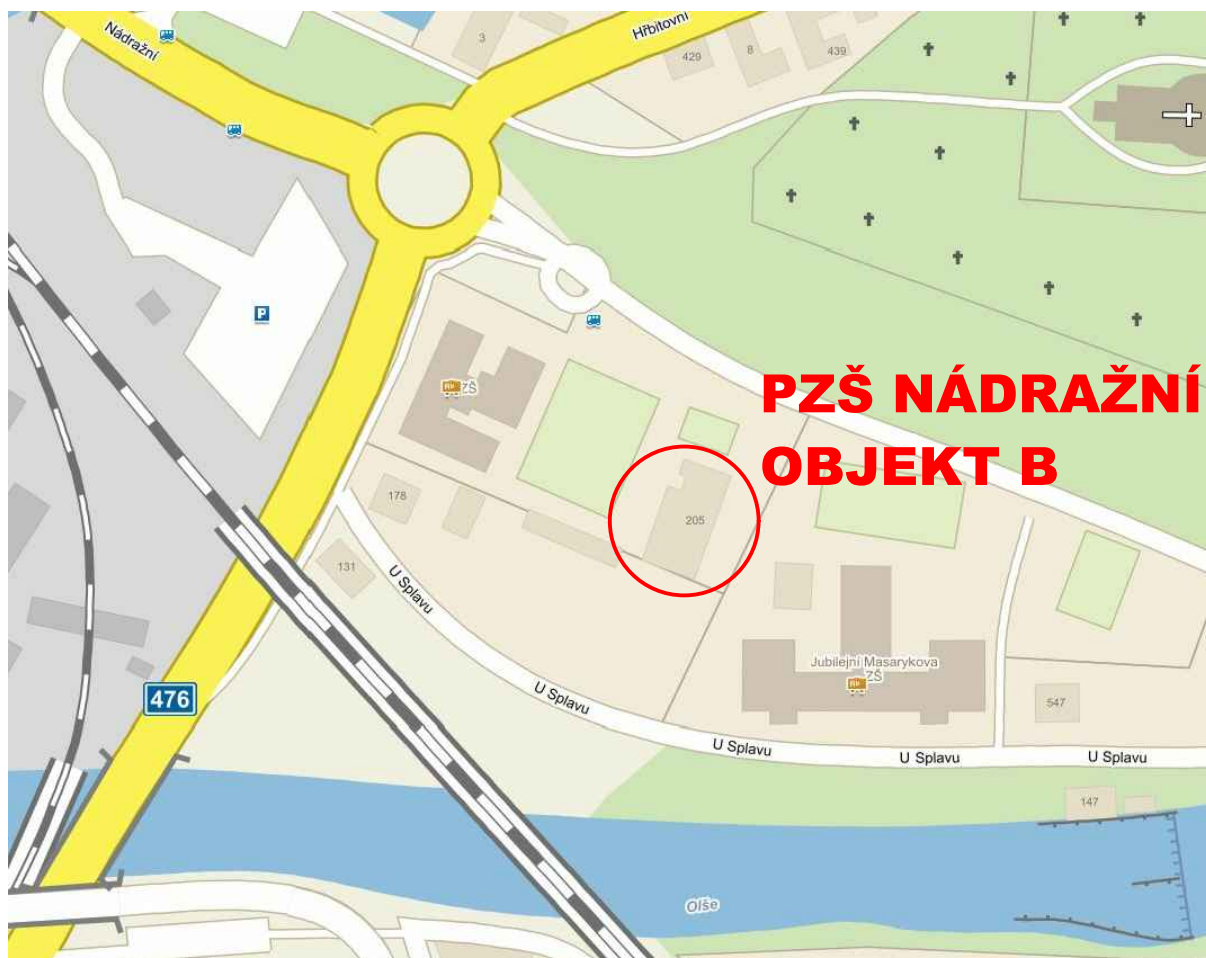 Nádražní
3
Hřbitovní
429
8
439
P
ZŠ
PZŠ NÁDRAŽNÍ
OBJEKT B
178
205
131
U Splavu
Jubilejní Masarykova
ZŠ
476
U Splavu
547
U Splavu
U Splavu
U Splavu
147
Olše